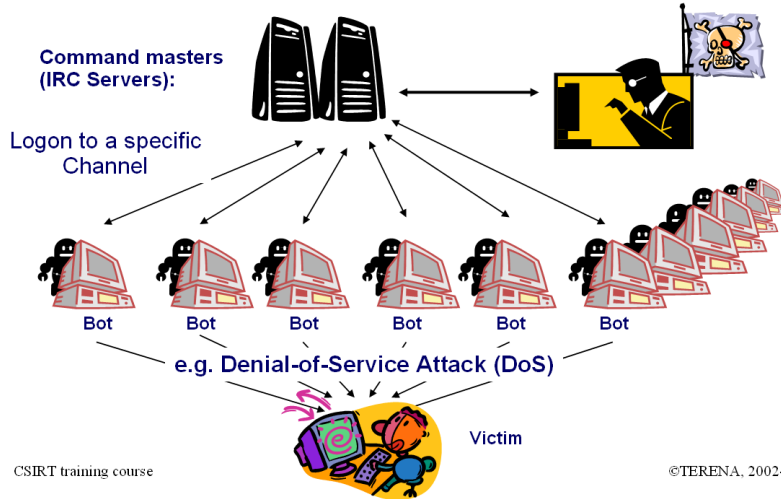 Command masters
(IRC Servers):
Logon to a specific
Channel
Bot
Bot
Bot
Bot
Bot
Bot
e.g. Denial-of-Service Attack (DoS)
Victim
CSIRT training course
©TERENA, 2002-